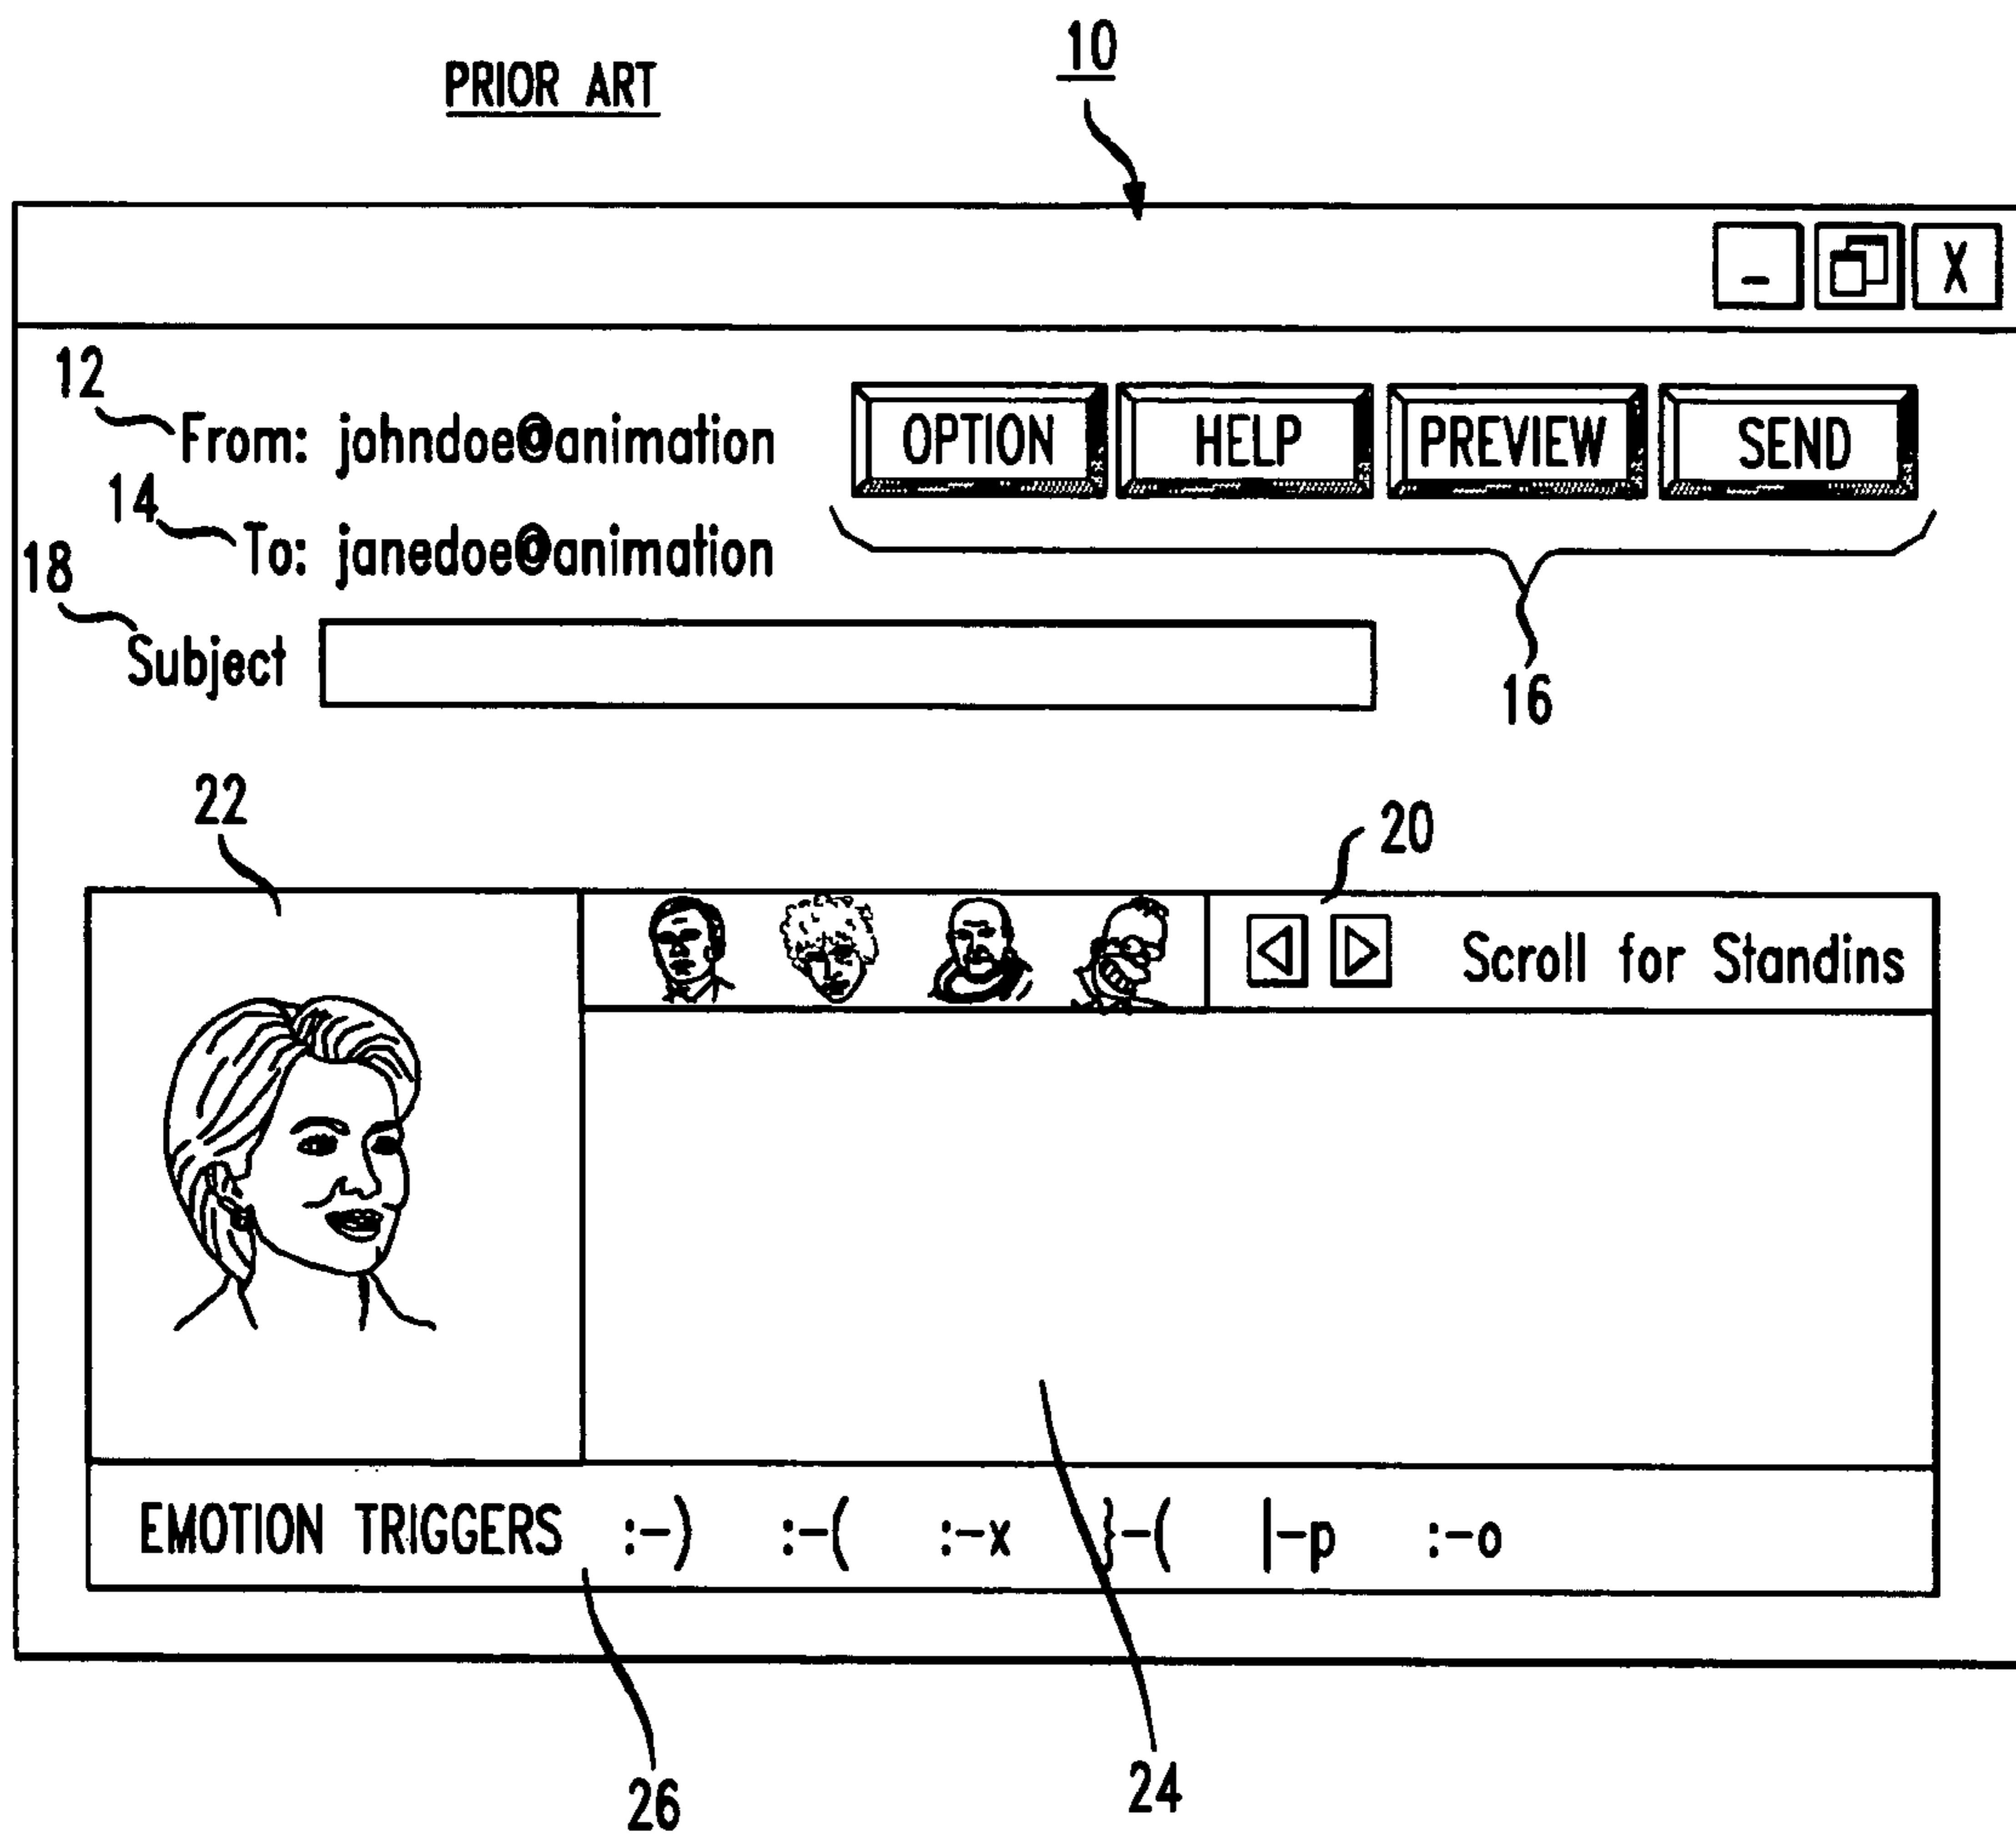 PRIOR ART
10
X
12
From: johndoe@animation
OPTION
HELP
PREVIEW
SEND
14
To: janedoe@animation
18
Subject
16
22
20
Scroll for Standins
EMOTION TRIGGERS :-) :-( :-x }-( |-p :-o
26
24